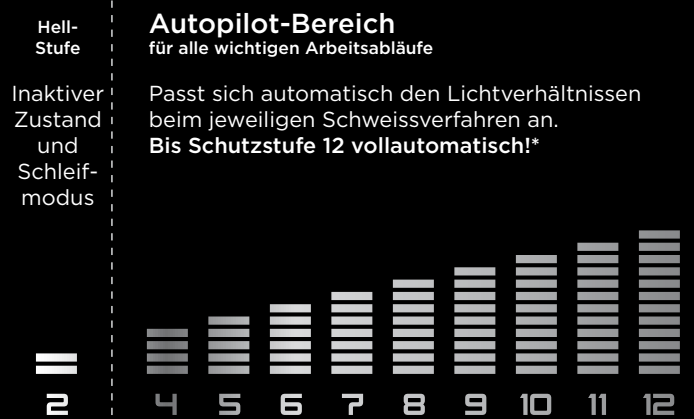 Hell-
Stufe
Inaktiver
Zustand
und
Schleif-
modus
Autopilot-Bereich
für alle wichtigen Arbeitsabläufe
Passt sich automatisch den Lichtverhältnissen
beim jeweiligen Schweissverfahren an.
Bis Schutzstufe 12 vollautomatisch!*
2 4 5 6 7 8 9 10 11 12